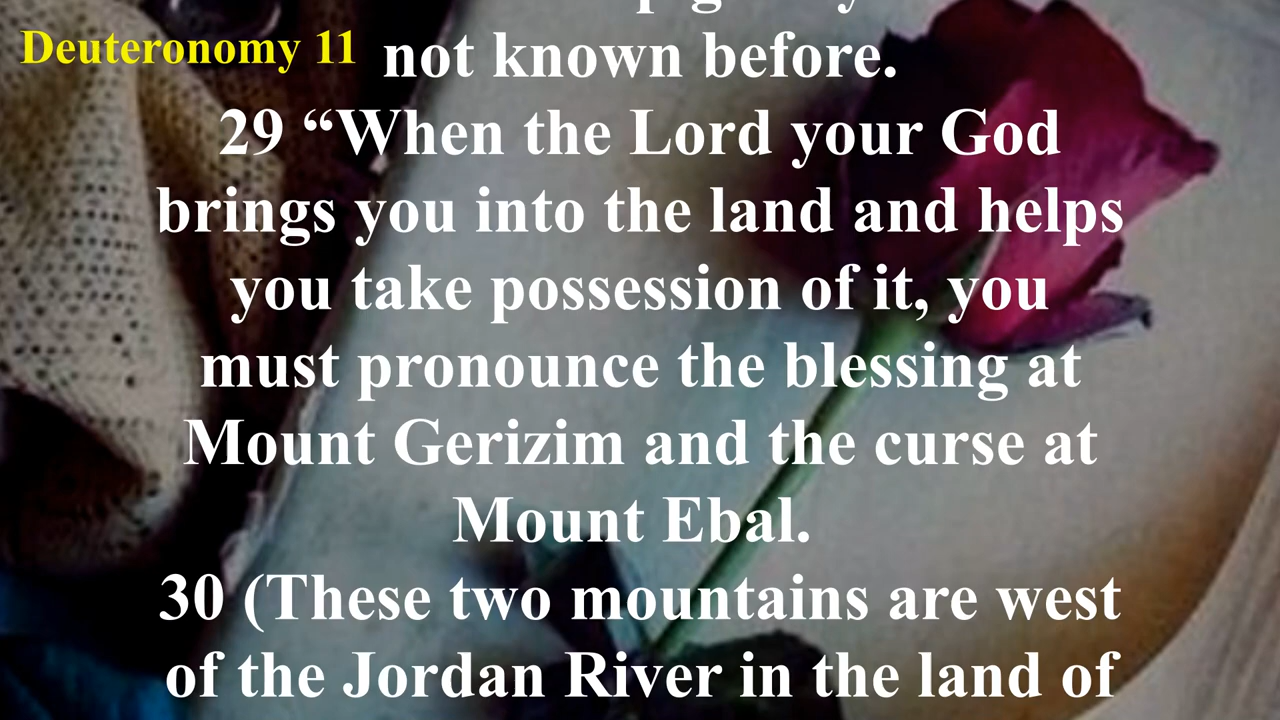 Deuteronomy 11
not known before.
29 “When the Lord your God
brings you into the land and helps
you take possession of it, you
must pronounce the blessing at
Mount Gerizim and the curse at
Mount Ebal.
30 (These two mountains are west
of the Jordan River in the land of